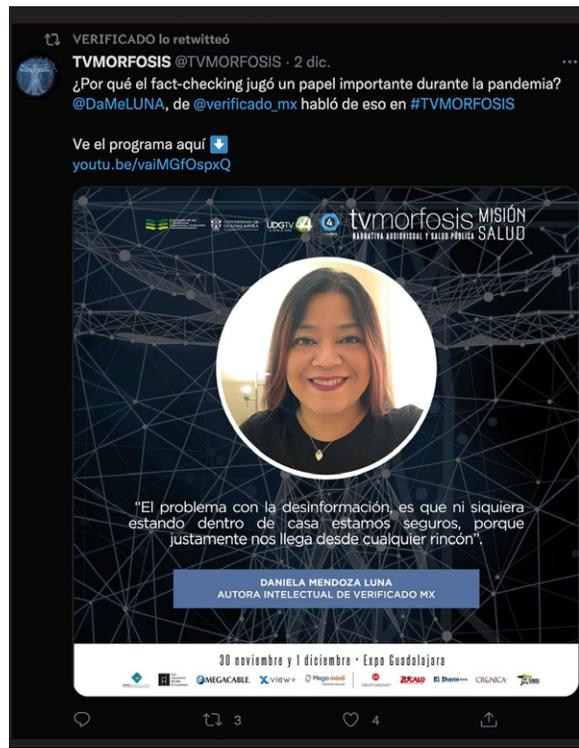 VERIFICADO lo retwitteó
TVMORFOSIS @TVMORFOSIS · 2 dic.
¿Por qué el fact-checking jugó un papel importante durante la pandemia?
@DaMeLUNA, de @verificado_mx habló de eso en #TVMORFOSIS
Ve el programa aquí
youtu.be/vaiMGfOspxQ
UDGTV 44 4 tvmorfosis MISIÓN SALUD
NARRATIVA AUDIOVISUAL Y SALUD PÚBLICA
“El problema con la desinformación, es que ni siquiera
estando dentro de casa estamos seguros, porque
justamente nos llega desde cualquier rincón”.
DANIELA MENDOZA LUNA
AUTORA INTELECTUAL DE VERIFICADO MX
30 noviembre y 1 diciembre • Expo Guadalajara
MEGACABLE Xview+ Mega móvil ZÓCALO El Diario CRÓNICA
3 4